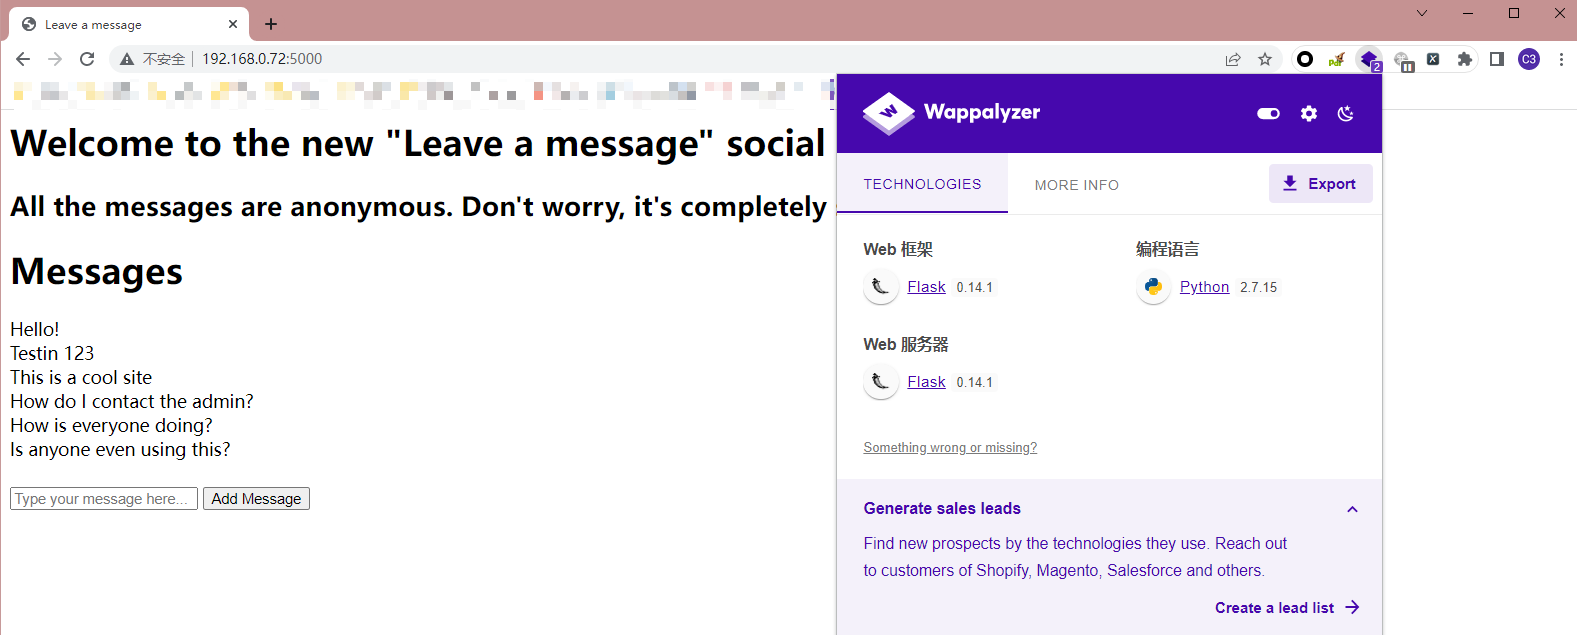 Leave a message
不安全
192.168.0.72:5000
2
C3
Welcome to the new "Leave a message" social
All the messages are anonymous. Don't worry, it's completely
Messages
Hello!
Testin 123
This is a cool site
How do I contact the admin?
How is everyone doing?
Is anyone even using this?
Type your message here...
Add Message
Wappalyzer
TECHNOLOGIES
MORE INFO
Export
Web 框架
编程语言
Flask 0.14.1
Python 2.7.15
Web 服务器
Flask 0.14.1
Something wrong or missing?
Generate sales leads
Find new prospects by the technologies they use. Reach out
to customers of Shopify, Magento, Salesforce and others.
Create a lead list